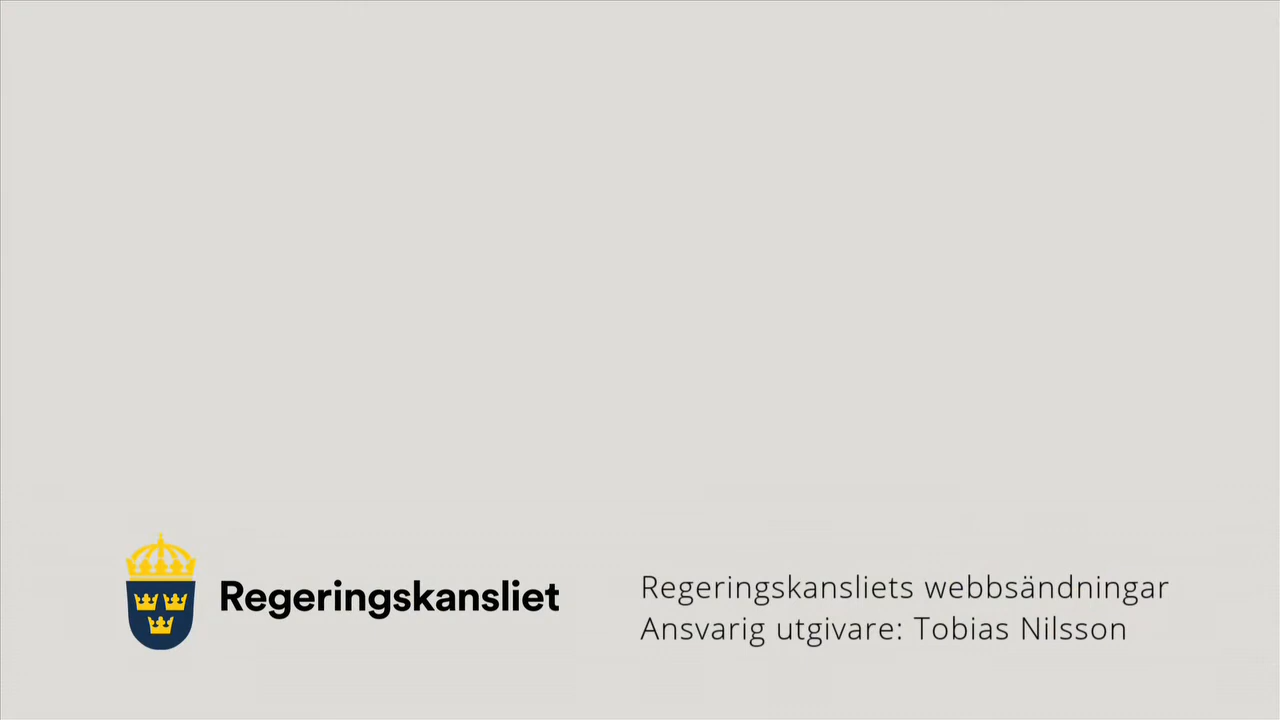 Regeringskansliet
Regeringskansliets webbsändningar
Ansvarig utgivare: Tobias Nilsson